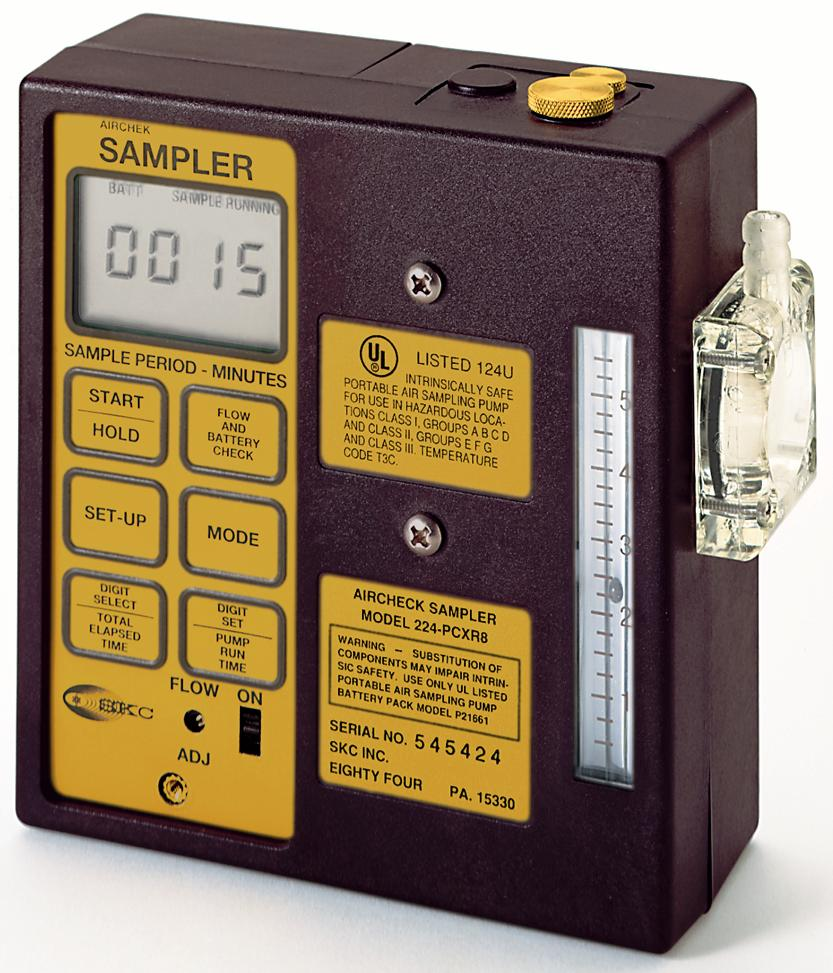 AIRCHEK
SAMPLER
BATT SAMPLE RUNNING
0015
SAMPLE PERIOD - MINUTES
START
HOLD
FLOW
AND
BATTERY
CHECK
SET-UP
MODE
DIGIT
SELECT
TOTAL
ELAPSED
TIME
DIGIT
SET
PUMP
RUN
TIME
SKC
FLOW
ON
ADJ
UL
®
LISTED 124U
INTRINSICALLY SAFE
PORTABLE AIR SAMPLING PUMP
FOR USE IN HAZARDOUS LOCA-
TIONS CLASS I, GROUPS A B C D
AND CLASS II, GROUPS E F G
AND CLASS III. TEMPERATURE
CODE T3C.
AIRCHECK SAMPLER
MODEL 224-PCXR8
WARNING — SUBSTITUTION OF
COMPONENTS MAY IMPAIR INTRIN-
SIC SAFETY. USE ONLY UL LISTED
PORTABLE AIR SAMPLING PUMP
BATTERY PACK MODEL P21661
SERIAL NO. 545424
SKC INC.
EIGHTY FOUR PA. 15330
5
4
3
2
1